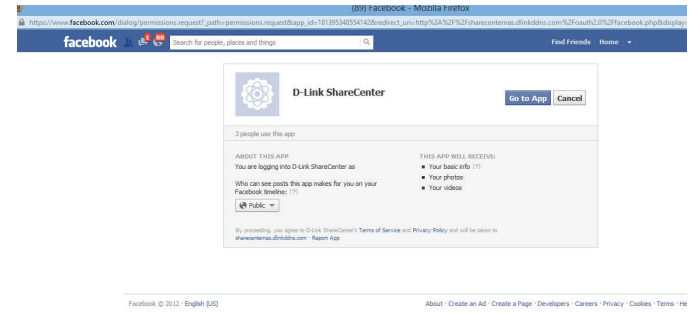 (89) Facebook - Mozilla Firefox
https://www.facebook.com/dialog/permissions.request?_path=permissions.request&app_id=181395348554142&redirect_uri=http%3A%2F%2Fsharecenternas.dlinkddns.com%2Foauth2.0%2Ffacebook.php&display=
facebook 1 88 Search for people, places and things Find Friends Home
D-Link ShareCenter
Go to App Cancel
3 people use this app
ABOUT THIS APP
You are logging into D-Link ShareCenter as
Who can see posts this app makes for you on your
Facebook timeline: [?]
Public
THIS APP WILL RECEIVE:
Your basic info [?]
Your photos
Your videos
By proceeding, you agree to D-Link ShareCenter's Terms of Service and Privacy Policy and will be taken to
sharecenternas.dlinkddns.com · Report App
Facebook © 2012 · English (US) About · Create an Ad · Create a Page · Developers · Careers · Privacy · Cookies · Terms · He